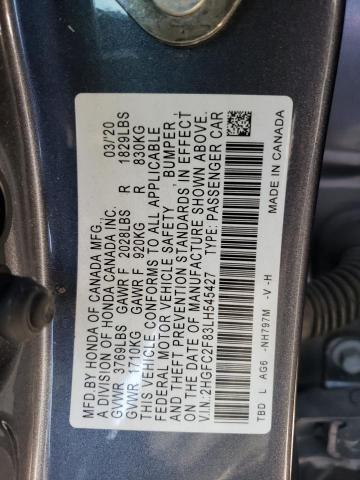 MFD.BY HONDA OF CANADA MFG., 03/20
A DIVISION OF HONDA CANADA INC.
GVWR 3769LBS GAWR F 2028LBS R 1829LBS
GVWR 1710KG GAWR F 920KG R 830KG
THIS VEHICLE CONFORMS TO ALL APPLICABLE
FEDERAL MOTOR VEHICLE SAFETY, BUMPER,
AND THEFT PREVENTION STANDARDS IN EFFECT
ON THE DATE OF MANUFACTURE SHOWN ABOVE.
V.I.N: 2HGFC2F83LH545427 TYPE: PASSENGER CAR
TBD L AG6 -NH797M -V -H MADE IN CANADA